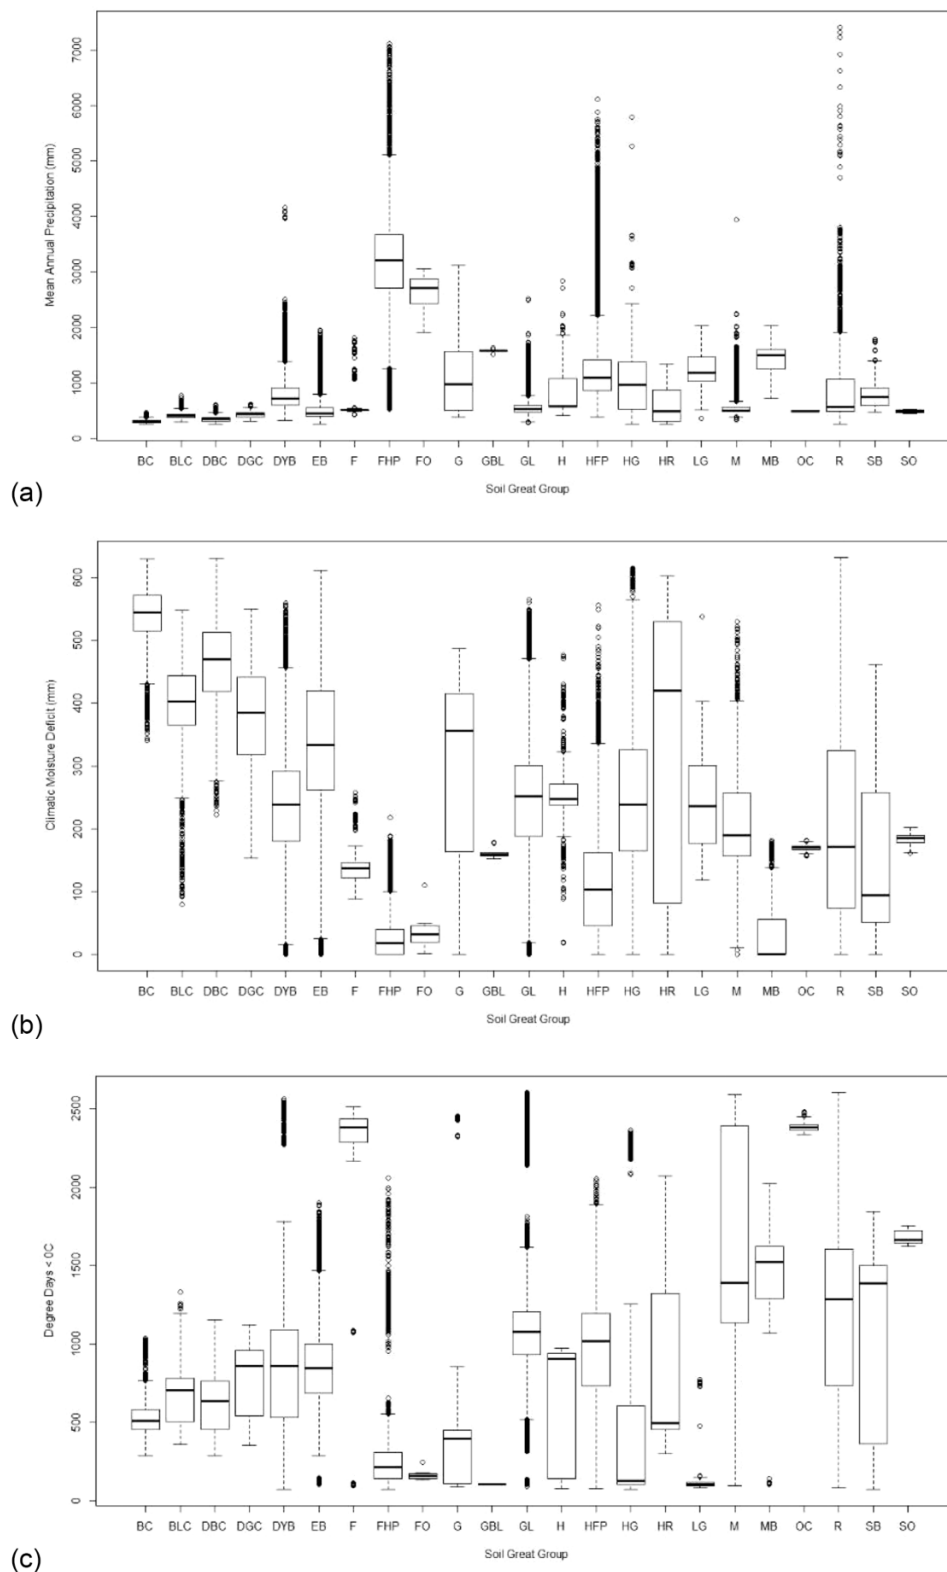 Mean Annual Precipitation (mm)
7000
6000
5000
4000
3000
2000
1000
0
BC BLC DBC DGC DYB EB F FHP FO G GBL GL H HFP HG HR LG M MB OC R SB SO
Soil Great Group
(a)
Climatic Moisture Deficit (mm)
600
500
400
300
200
100
0
BC BLC DBC DGC DYB EB F FHP FO G GBL GL H HFP HG HR LG M MB OC R SB SO
Soil Great Group
(b)
Degree Days < 0C
2500
2000
1500
1000
500
0
BC BLC DBC DGC DYB EB F FHP FO G GBL GL H HFP HG HR LG M MB OC R SB SO
Soil Great Group
(c)